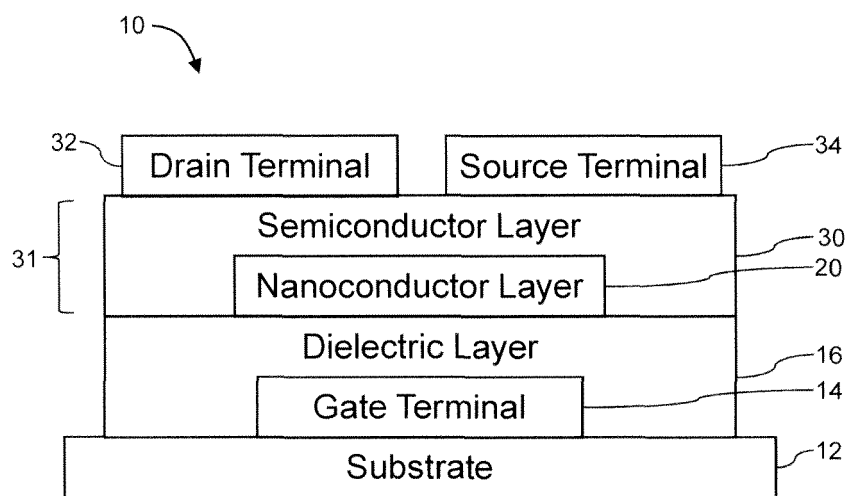 10
32
Drain Terminal
Source Terminal
34
Semiconductor Layer
30
31
Nanoconductor Layer
20
Dielectric Layer
16
Gate Terminal
14
Substrate
12